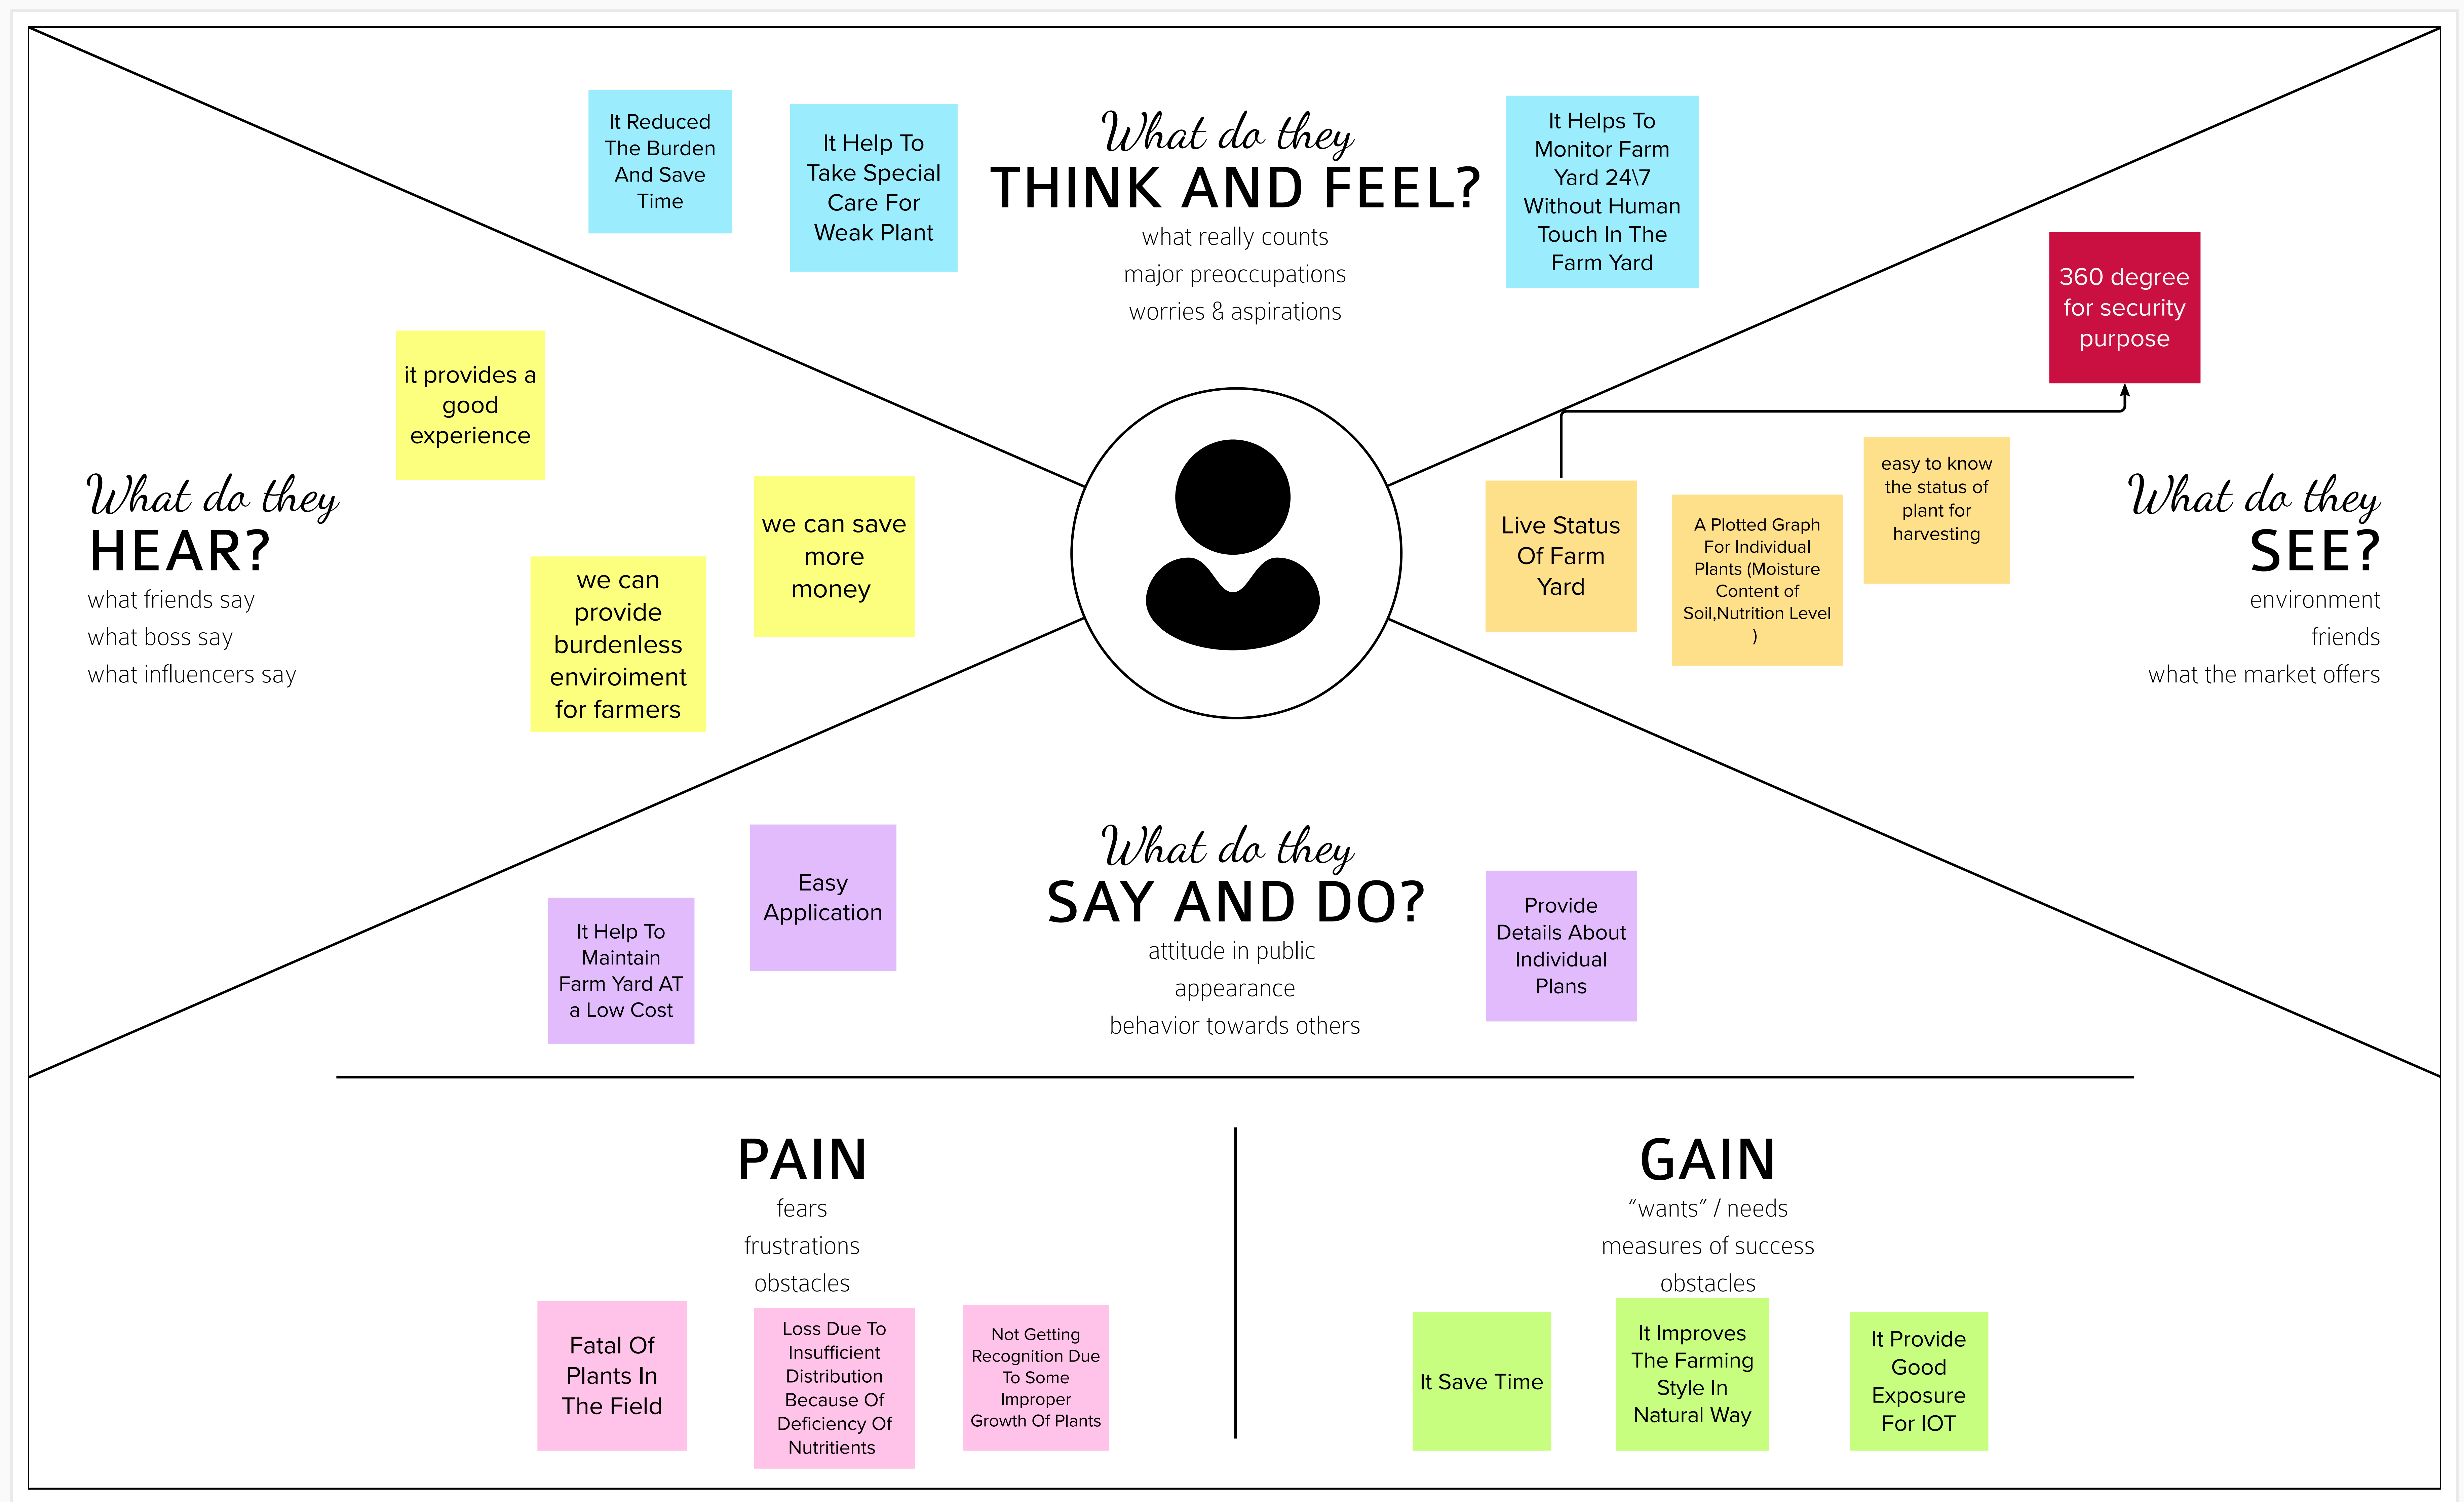 It Reduced
The Burden
And Save
Time
It Help To
Take Special
Care For
Weak Plant
What do they
THINK AND FEEL?
what really counts
major preoccupations
worries & aspirations
It Helps To
Monitor Farm
Yard 24\7
Without Human
Touch In The
Farm Yard
What do they
HEAR?
what friends say
what boss say
what influencers say
it provides a
good
experience
we can
provide
burdenless
enviroiment
for farmers
we can save
more
money
360 degree
for security
purpose
Live Status
Of Farm
Yard
A Plotted Graph
For Individual
Plants (Moisture
Content of
Soil,Nutrition Level
)
easy to know
the status of
plant for
harvesting
What do they
SEE?
environment
friends
what the market offers
It Help To
Maintain
Farm Yard AT
a Low Cost
Easy
Application
What do they
SAY AND DO?
attitude in public
appearance
behavior towards others
Provide
Details About
Individual
Plans
PAIN
fears
frustrations
obstacles
Fatal Of
Plants In
The Field
Loss Due To
Insufficient
Distribution
Because Of
Deficiency Of
Nutritients
Not Getting
Recognition Due
To Some
Improper
Growth Of Plants
GAIN
“wants” / needs
measures of success
obstacles
It Save Time
It Improves
The Farming
Style In
Natural Way
It Provide
Good
Exposure
For IOT